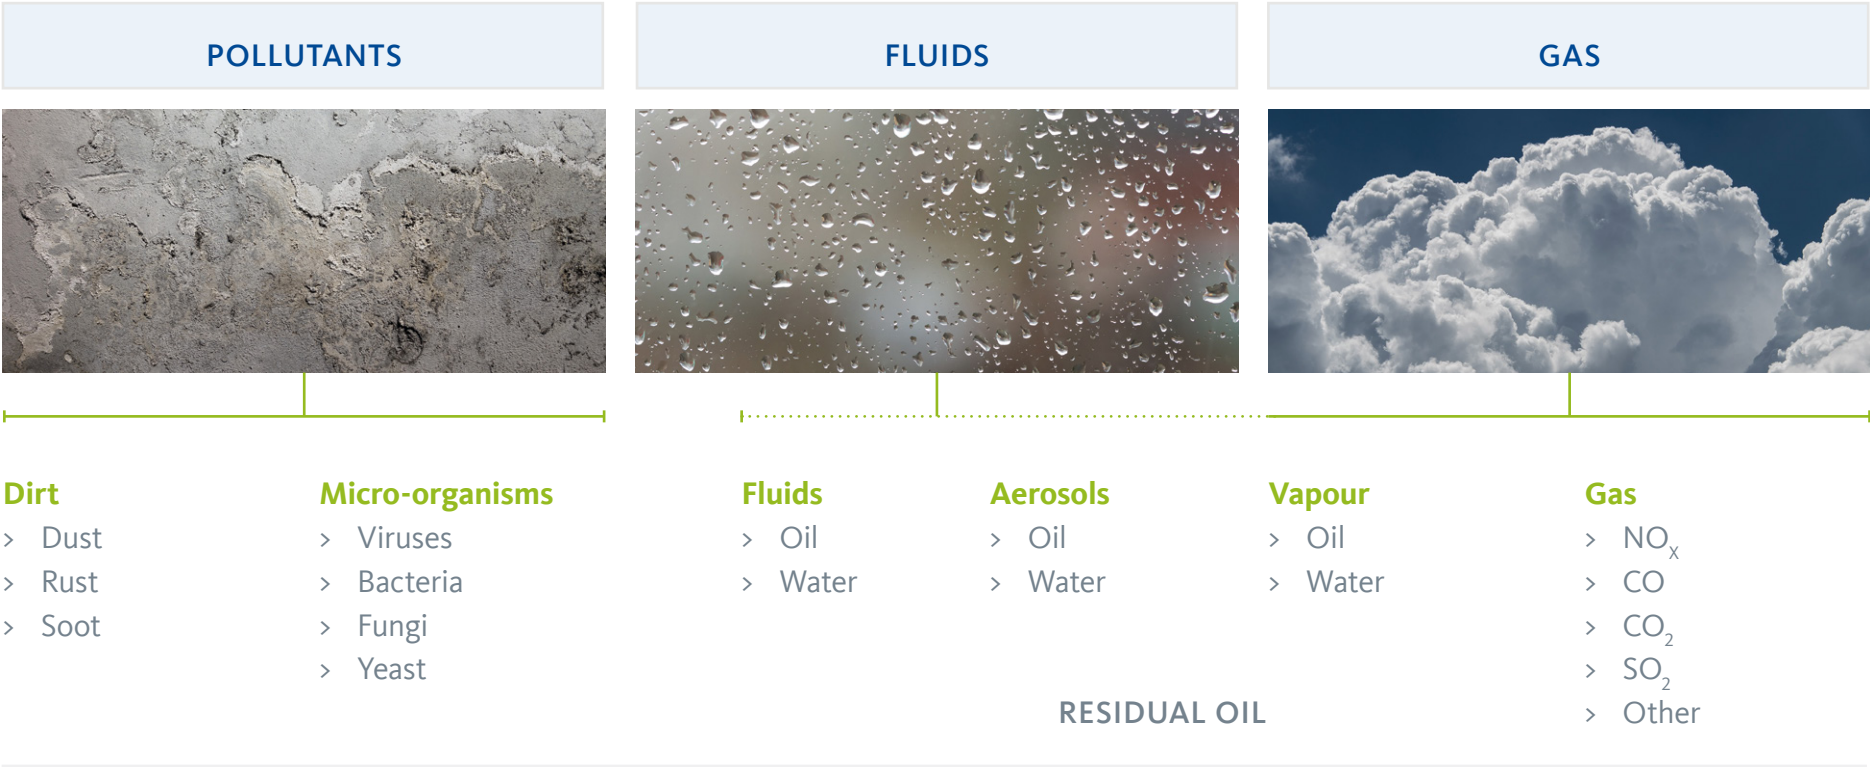 POLLUTANTS
FLUIDS
GAS
Dirt
> Dust
> Rust
> Soot
Micro-organisms
> Viruses
> Bacteria
> Fungi
> Yeast
Fluids
> Oil
> Water
Aerosols
> Oil
> Water
Vapour
> Oil
> Water
RESIDUAL OIL
Gas
> NOX
> CO
> CO2
> SO2
> Other